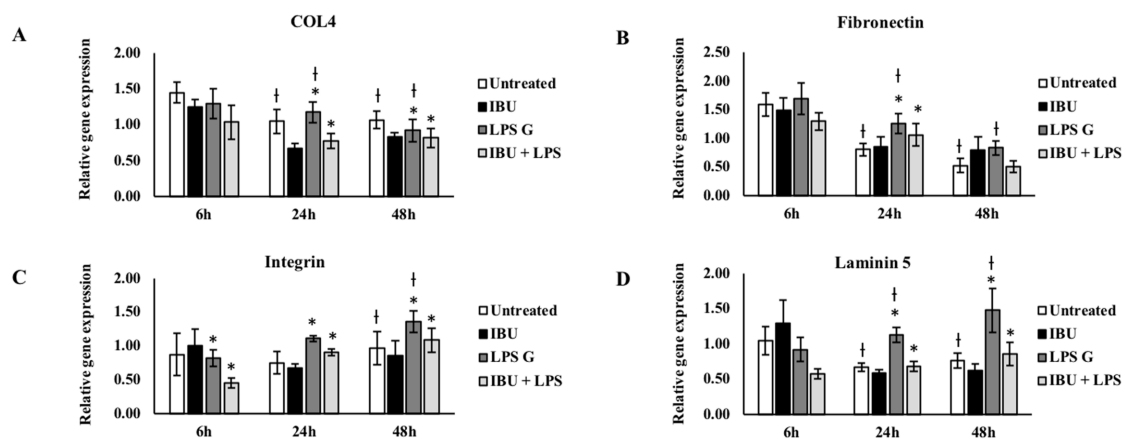 A
COL4
Relative gene expression
2.00
1.50
1.00
0.50
0.00
ƚ
ƚ
*
*
ƚ
ƚ
*
*
6h
24h
48h
Untreated
IBU
LPS G
IBU + LPS
B
Fibronectin
Relative gene expression
2.50
2.00
1.50
1.00
0.50
0.00
ƚ
ƚ
*
*
ƚ
ƚ
6h
24h
48h
Untreated
IBU
LPS G
IBU + LPS
C
Integrin
Relative gene expression
2.00
1.50
1.00
0.50
0.00
*
*
*
*
ƚ
ƚ
*
*
6h
24h
48h
Untreated
IBU
LPS G
IBU + LPS
D
Laminin 5
Relative gene expression
2.00
1.50
1.00
0.50
0.00
ƚ
ƚ
*
*
ƚ
ƚ
*
*
6h
24h
48h
Untreated
IBU
LPS G
IBU + LPS